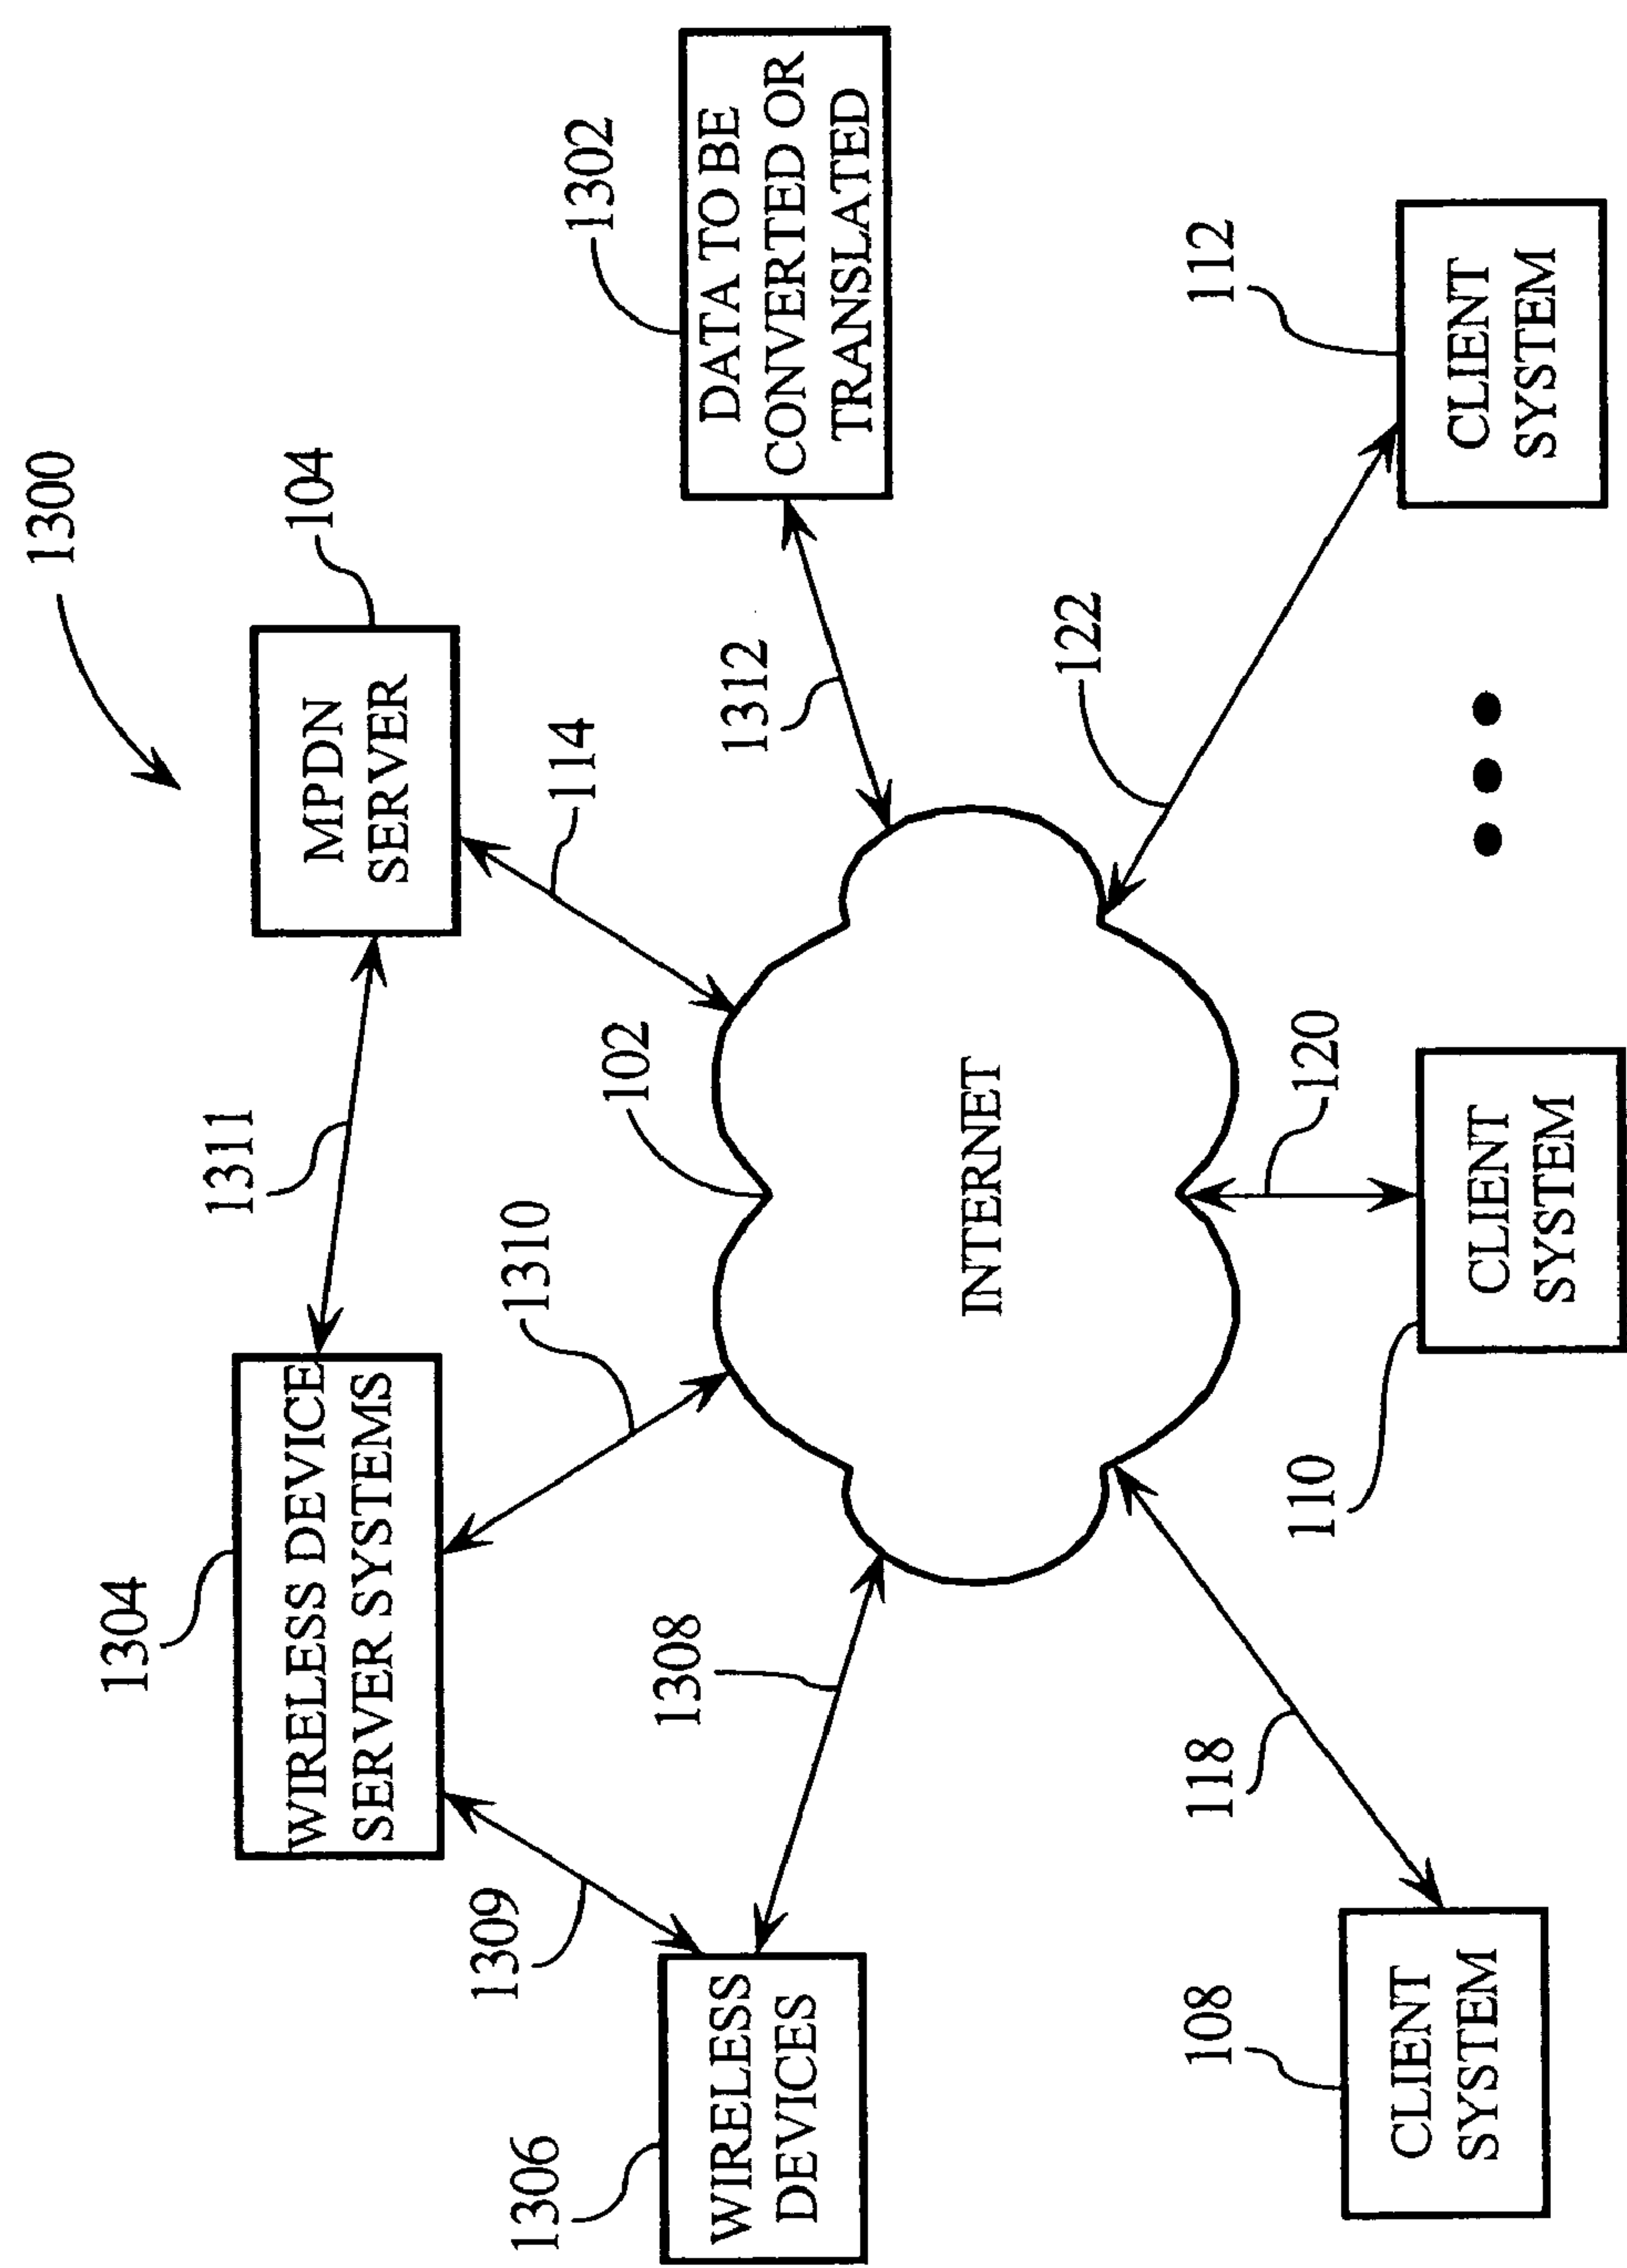 1300
1304
WIRELESS DEVICE
SERVER SYSTEMS
1311
MPDN
SERVER
104
1309
1310
102
114
1302
DATA TO BE
CONVERTED OR
TRANSLATED
1306
WIRELESS
DEVICES
1308
1312
INTERNET
118
122
108
CLIENT
SYSTEM
110
CLIENT
SYSTEM
120
112
CLIENT
SYSTEM